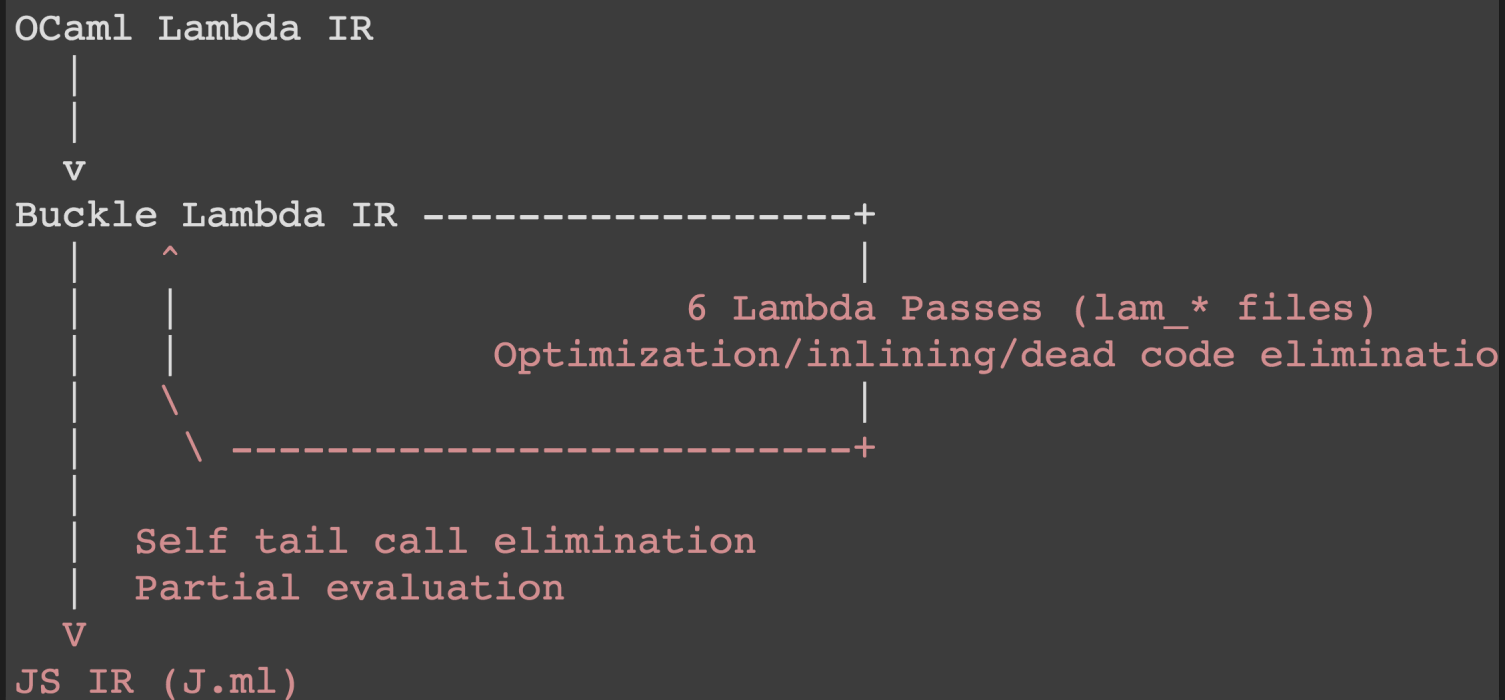 OCaml Lambda IR
|
|
v
Buckle Lambda IR ------------------+
| ^ |
| | 6 Lambda Passes (lam_* files)
| | Optimization/inlining/dead code eliminatio
| \ |
| \ --------------------------+
|
| Self tail call elimination
| Partial evaluation
V
JS IR (J.ml)